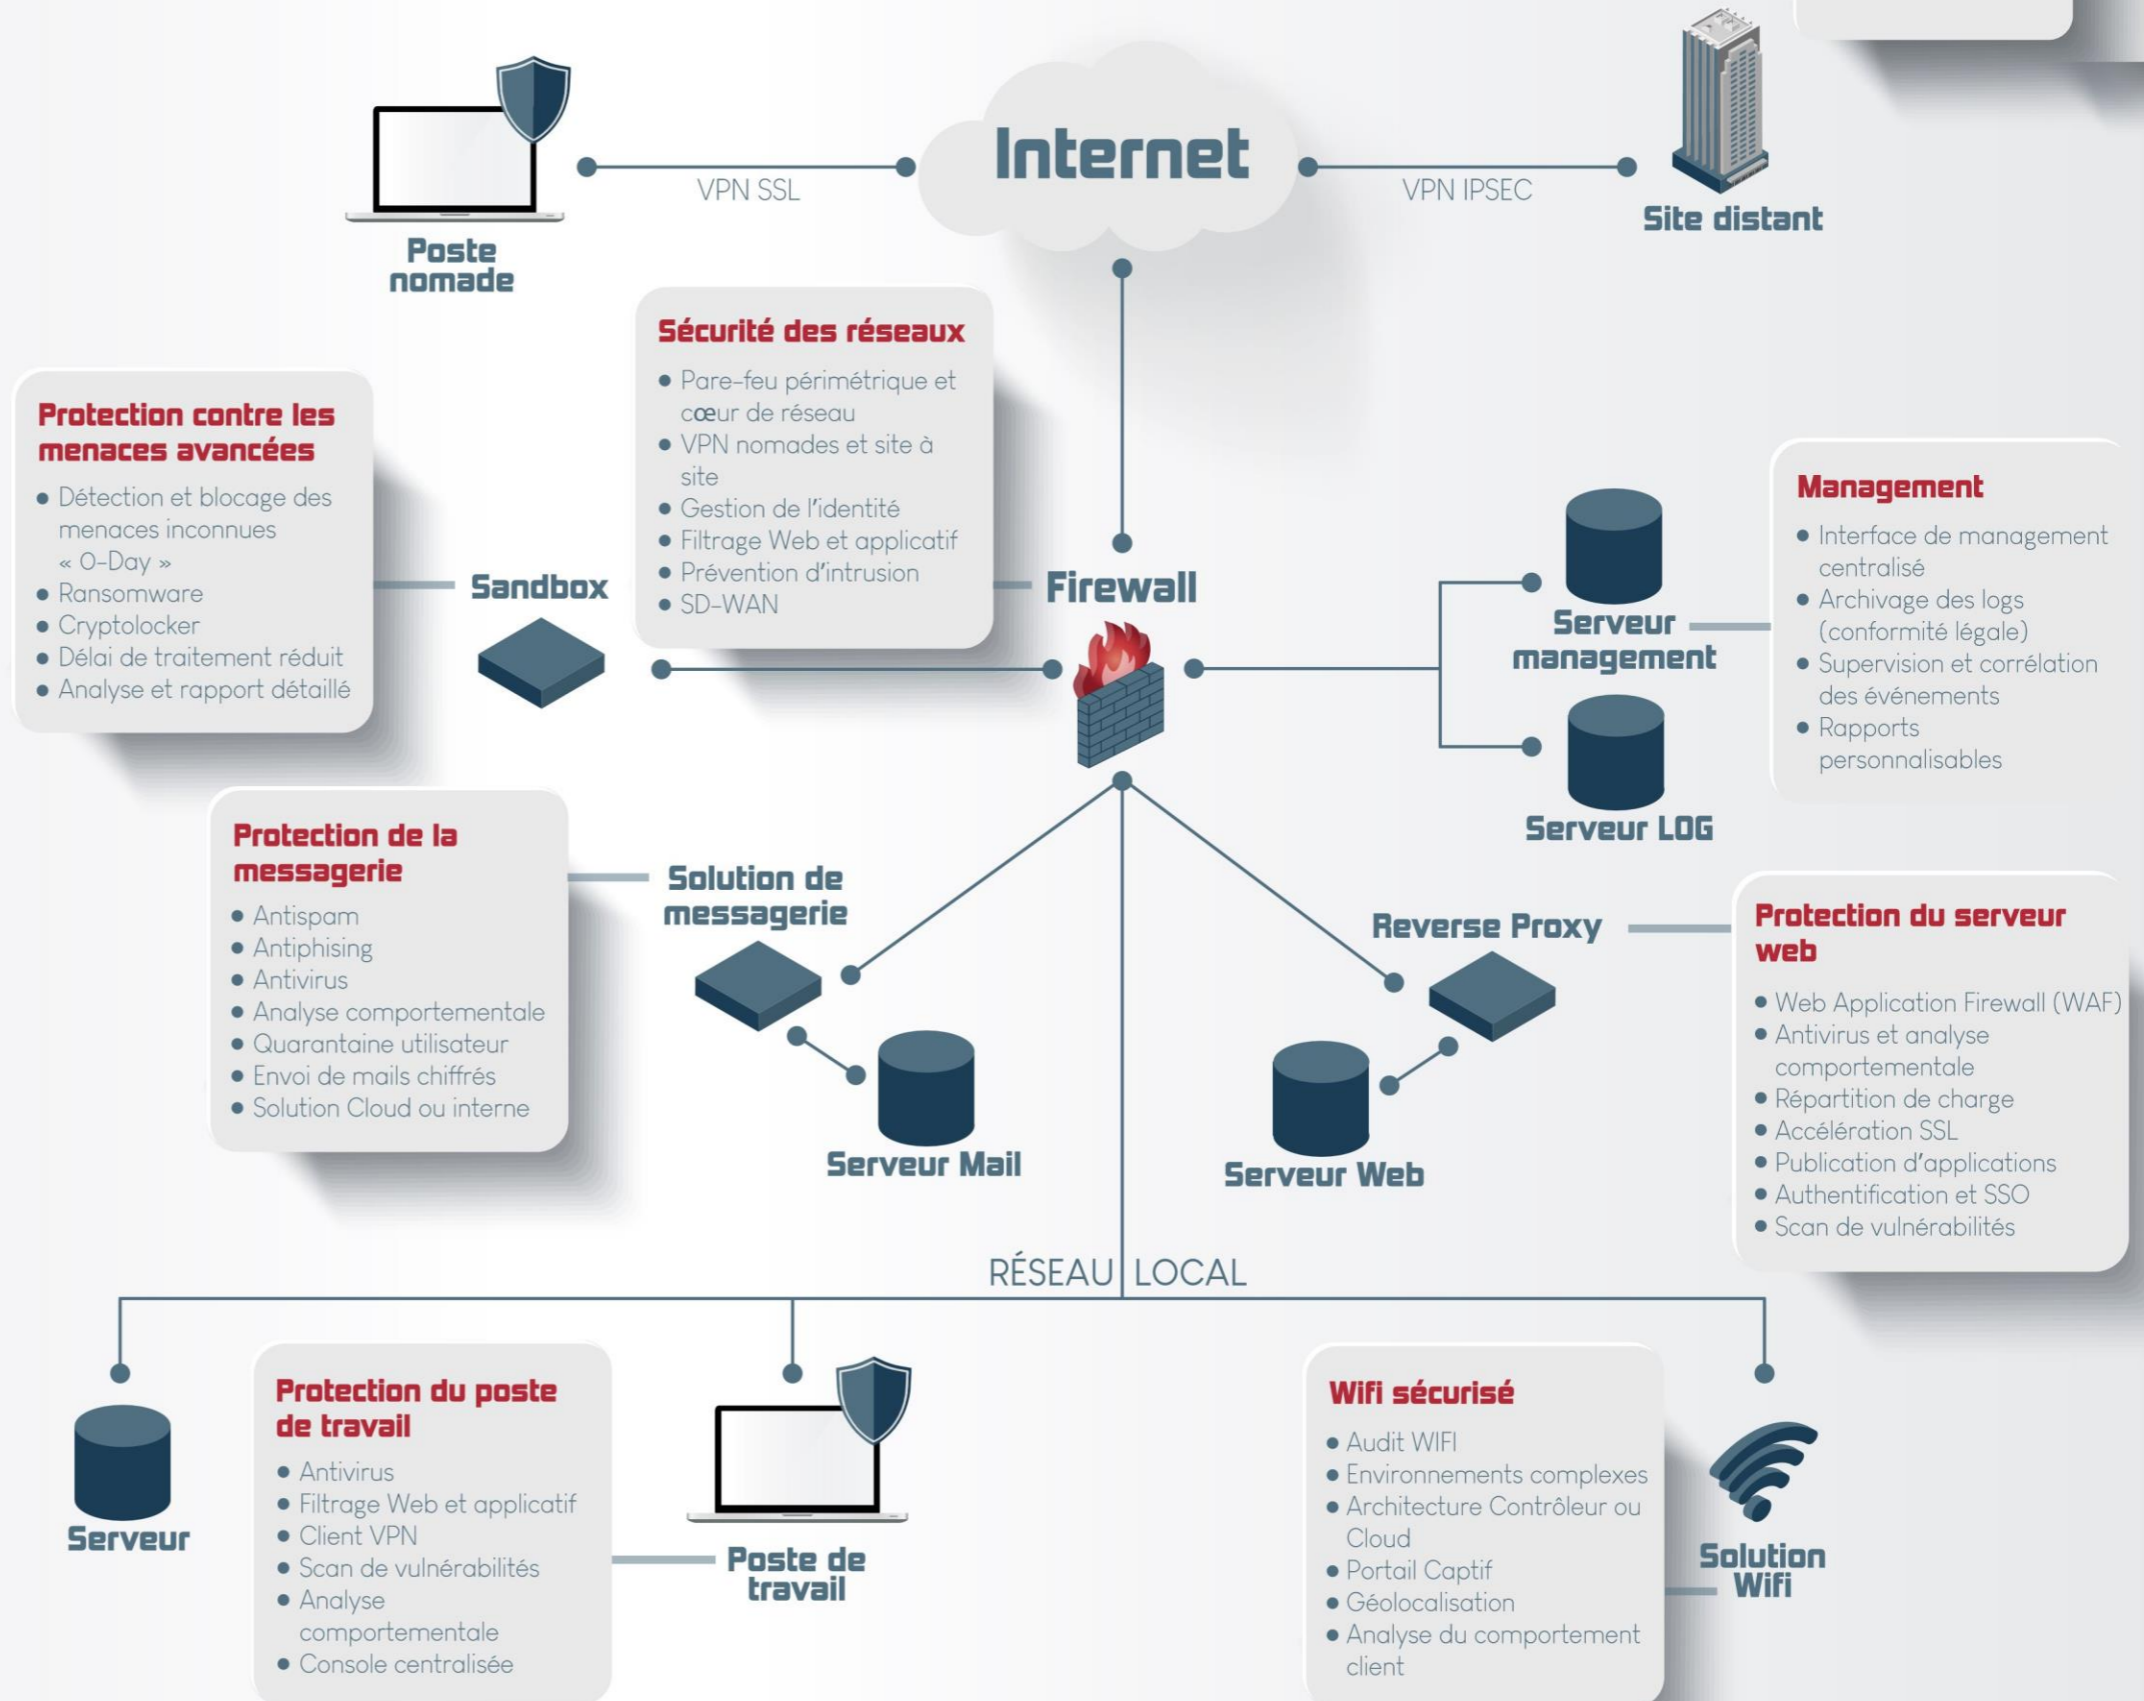 Internet
VPN SSL
VPN IPSEC
Site distant
Poste
nomade
Sécurité des réseaux
● Pare-feu périmétrique et
cœur de réseau
● VPN nomades et site à
site
● Gestion de l'identité
● Filtrage Web et applicatif
● Prévention d'intrusion
● SD-WAN
Protection contre les
menaces avancées
● Détection et blocage des
menaces inconnues
« 0-Day »
● Ransomware
● Cryptolocker
● Délai de traitement réduit
● Analyse et rapport détaillé
Sandbox
Firewall
Serveur
management
Serveur LOG
Management
● Interface de management
centralisé
● Archivage des logs
(conformité légale)
● Supervision et corrélation
des événements
● Rapports
personnalisables
Protection de la
messagerie
● Antispam
● Antiphising
● Antivirus
● Analyse comportementale
● Quarantaine utilisateur
● Envoi de mails chiffrés
● Solution Cloud ou interne
Solution de
messagerie
Serveur Mail
Reverse Proxy
Serveur Web
Protection du serveur
web
● Web Application Firewall (WAF)
● Antivirus et analyse
comportementale
● Répartition de charge
● Accélération SSL
● Publication d'applications
● Authentification et SSO
● Scan de vulnérabilités
RÉSEAU LOCAL
Serveur
Protection du poste
de travail
● Antivirus
● Filtrage Web et applicatif
● Client VPN
● Scan de vulnérabilités
● Analyse
comportementale
● Console centralisée
Poste de
travail
Wifi sécurisé
● Audit WIFI
● Environnements complexes
● Architecture Contrôleur ou
Cloud
● Portail Captif
● Géolocalisation
● Analyse du comportement
client
Solution
Wifi